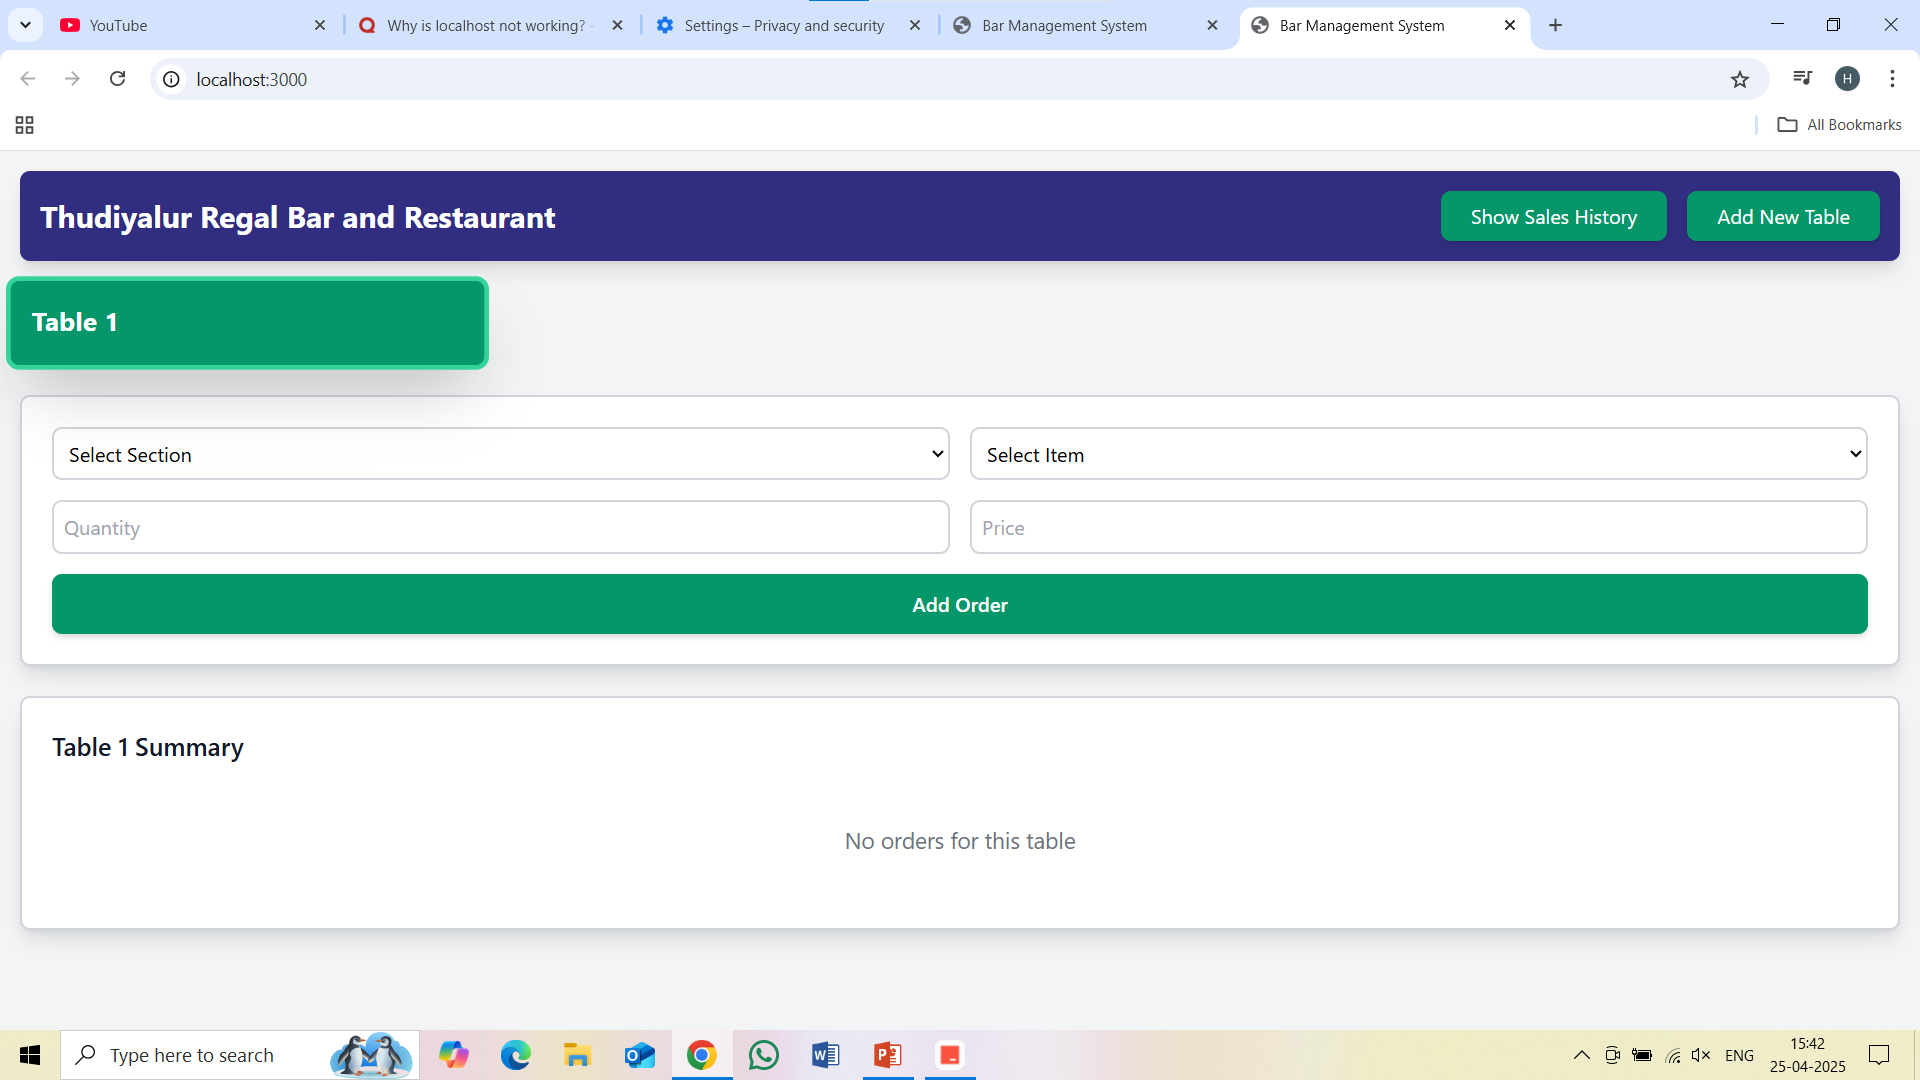 YouTube
Why is localhost not working? -
Settings – Privacy and security
Bar Management System
Bar Management System
localhost:3000
H
All Bookmarks
Thudiyalur Regal Bar and Restaurant
Show Sales History
Add New Table
Table 1
Select Section
Select Item
Quantity
Price
Add Order
Table 1 Summary
No orders for this table
Type here to search
ENG
15:42
25-04-2025